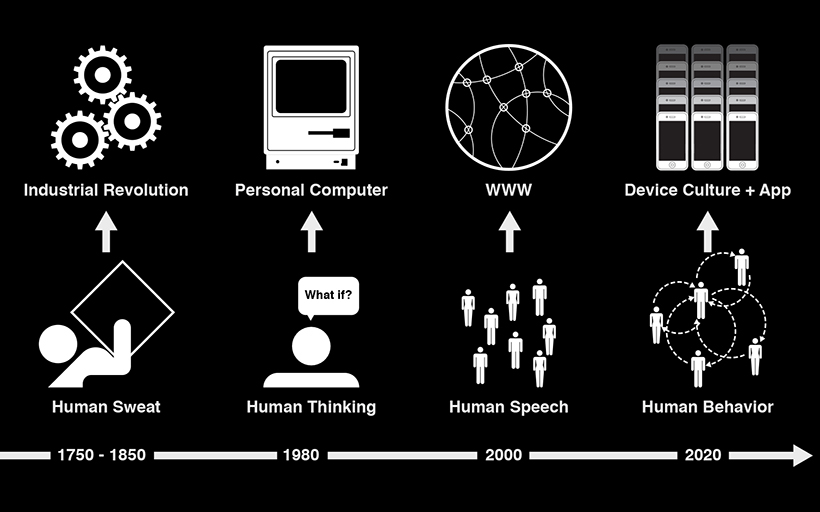 Industrial Revolution
Personal Computer
WWW
Device Culture + App
What if?
Human Sweat
Human Thinking
Human Speech
Human Behavior
1750 - 1850
1980
2000
2020